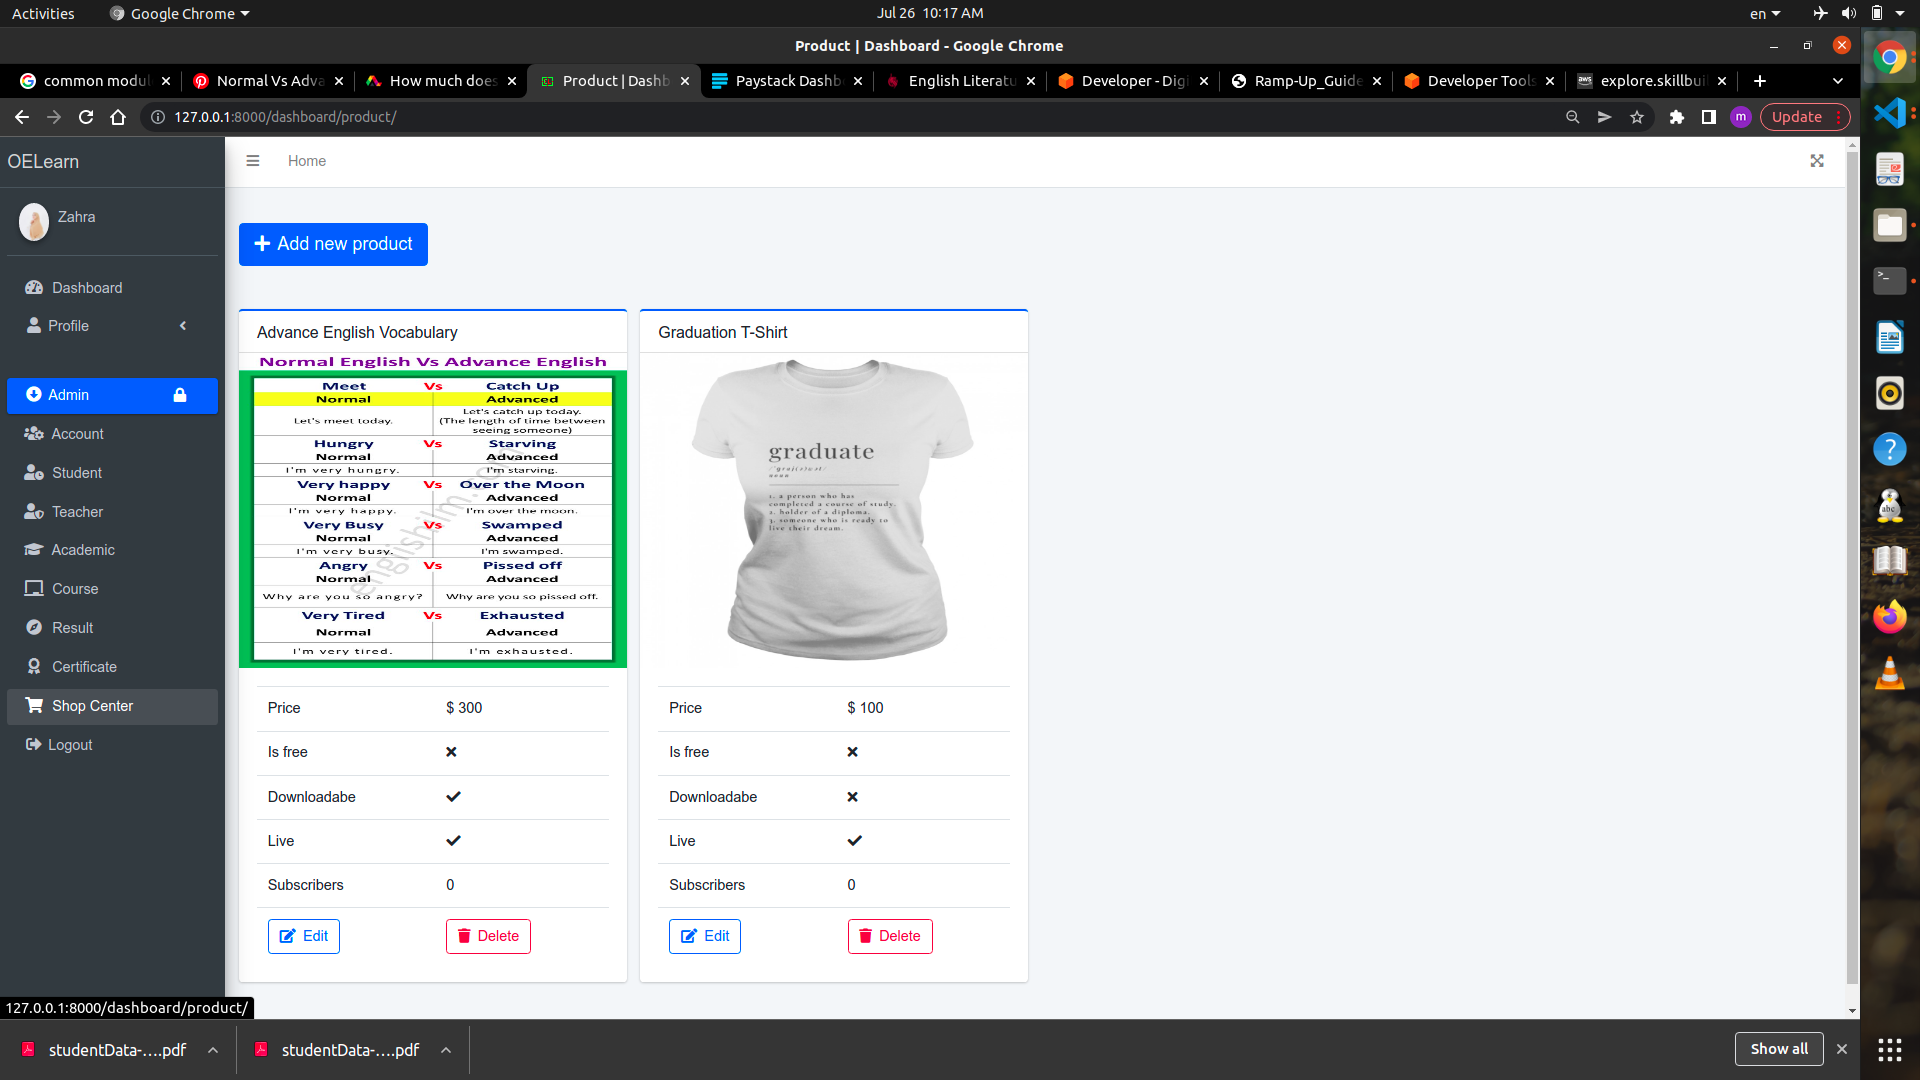 Activities
Google Chrome
Jul 26 10:17 AM
en
Product | Dashboard - Google Chrome
common modul
Normal Vs Adva
How much does
Product | Dashb
Paystack Dashb
English Literatu
Developer - Digi
Ramp-Up_Guide
Developer Tools
explore.skillbui
127.0.0.1:8000/dashboard/product/
m
Update
OELearn
Home
Zahra
Add new product
Dashboard
Profile
Admin
Account
Student
Teacher
Academic
Course
Result
Certificate
Shop Center
Logout
Advance English Vocabulary
Normal English Vs Advance English
Meet Vs Catch Up
Normal Advanced
Let's meet today. Let's catch up today.
(The length of time between
seeing someone)
Hungry Vs Starving
Normal Advanced
I'm very hungry. I'm starving.
Very happy Vs Over the Moon
Normal Advanced
I'm very happy. I'm over the moon.
Very Busy Vs Swamped
Normal Advanced
I'm very busy. I'm swamped.
Angry Vs Pissed off
Normal Advanced
Why are you so angry? Why are you so pissed off.
Very Tired Vs Exhausted
Normal Advanced
I'm very tired. I'm exhausted.
englishilm.com
Price $ 300
Is free
Downloadabe
Live
Subscribers 0
Edit Delete
Graduation T-Shirt
graduate
noun
1. a person who has
completed a course of study.
2. holder of a diploma.
3. someone who is ready to
live their dream.
Price $ 100
Is free
Downloadabe
Live
Subscribers 0
Edit Delete
127.0.0.1:8000/dashboard/product/
studentData-....pdf
studentData-....pdf
Show all